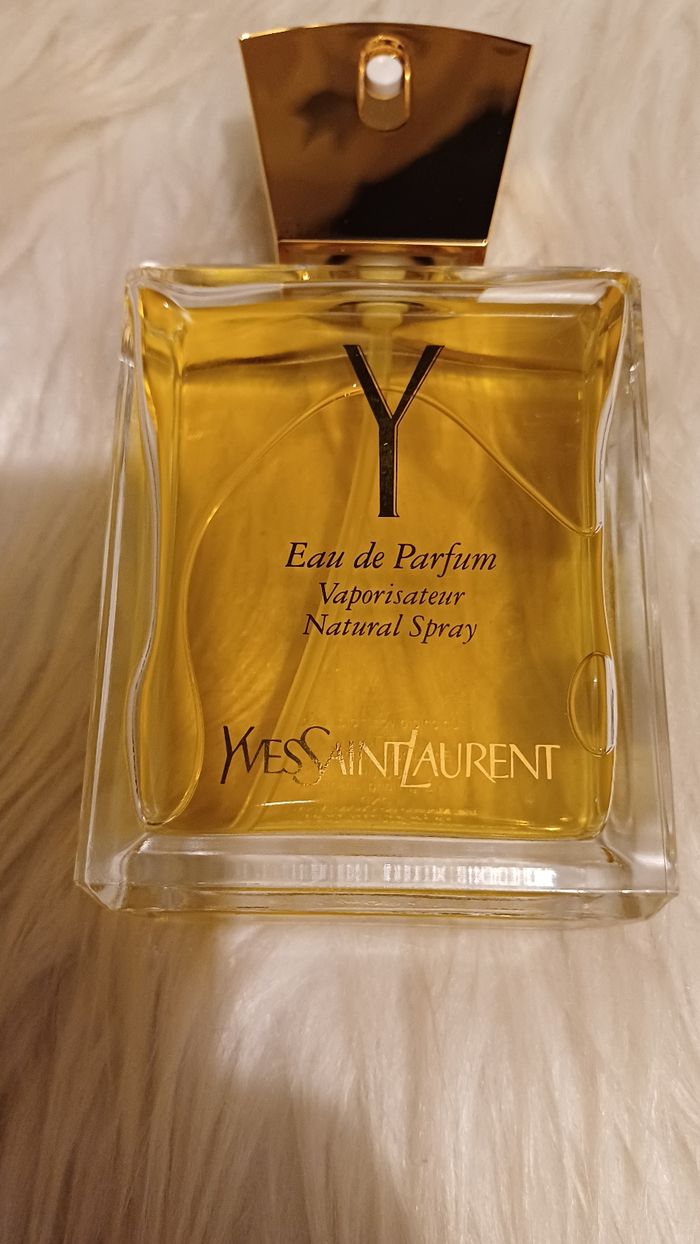 Y
Eau de Parfum
Vaporisateur
Natural Spray
YVESSAINTLAURENT